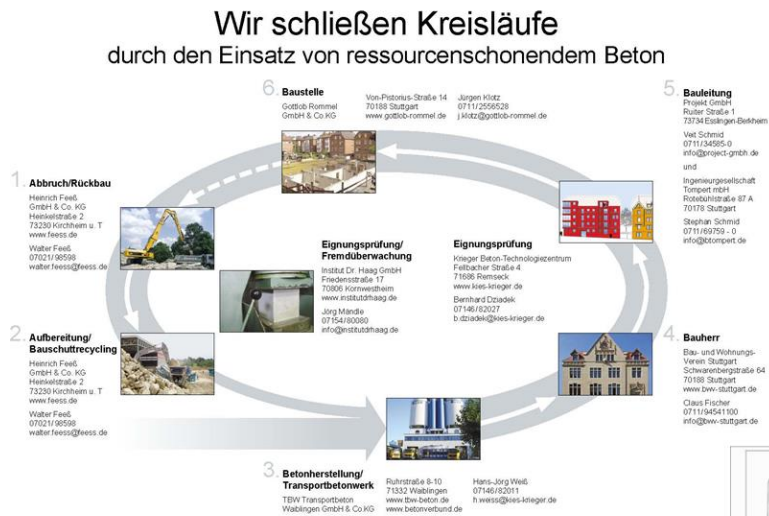 Wir schließen Kreisläufe
durch den Einsatz von ressourcenschonendem Beton
6. Baustelle
Gottlob Rommel
GmbH & Co.KG
Von-Pistorius-Straße 14
70188 Stuttgart
www.gottlob-rommel.de
Jürgen Klotz
0711/2556528
j.klotz@gottlob-rommel.de
5. Bauleitung
Projekt GmbH
Ruiter Straße 1
73734 Esslingen-Berkheim
Veit Schmid
0711/34585-0
info@project-gmbh.de
und
Ingenieurgesellschaft
Tompert mbH
Rotebühlstraße 87 A
70178 Stuttgart
Stephan Schmid
0711/69759 - 0
info@btompert.de
1. Abbruch/Rückbau
Heinrich Feeß
GmbH & Co. KG
Heinkelstraße 2
73230 Kirchheim u. T
www.feess.de
Walter Feeß
07021/98598
walter.feess@feess.de
Eignungsprüfung/
Fremdüberwachung
Institut Dr. Haag GmbH
Friedensstraße 17
70806 Kornwestheim
www.institutdrhaag.de
Jörg Mändle
07154/80080
info@institutdrhaag.de
Eignungsprüfung
Krieger Beton-Technologiezentrum
Fellbacher Straße 4
71686 Remseck
www.kies-krieger.de
Bernhard Dziadek
07146/82027
b.dziadek@kies-krieger.de
2. Aufbereitung/
Bauschuttrecycling
Heinrich Feeß
GmbH & Co. KG
Heinkelstraße 2
73230 Kirchheim u. T
www.feess.de
Walter Feeß
07021/98598
walter.feess@feess.de
4. Bauherr
Bau- und Wohnungs-
Verein Stuttgart
Schwarenbergstraße 64
70188 Stuttgart
www.bwv-stuttgart.de
Claus Fischer
0711/94541100
info@bwv-stuttgart.de
3. Betonherstellung/
Transportbetonwerk
TBW Transportbeton
Waiblingen GmbH & Co.KG
Ruhrstraße 8-10
71332 Waiblingen
www.tbw-beton.de
www.betonverbund.de
Hans-Jörg Weiß
07146/82011
h.weiss@kies-krieger.de